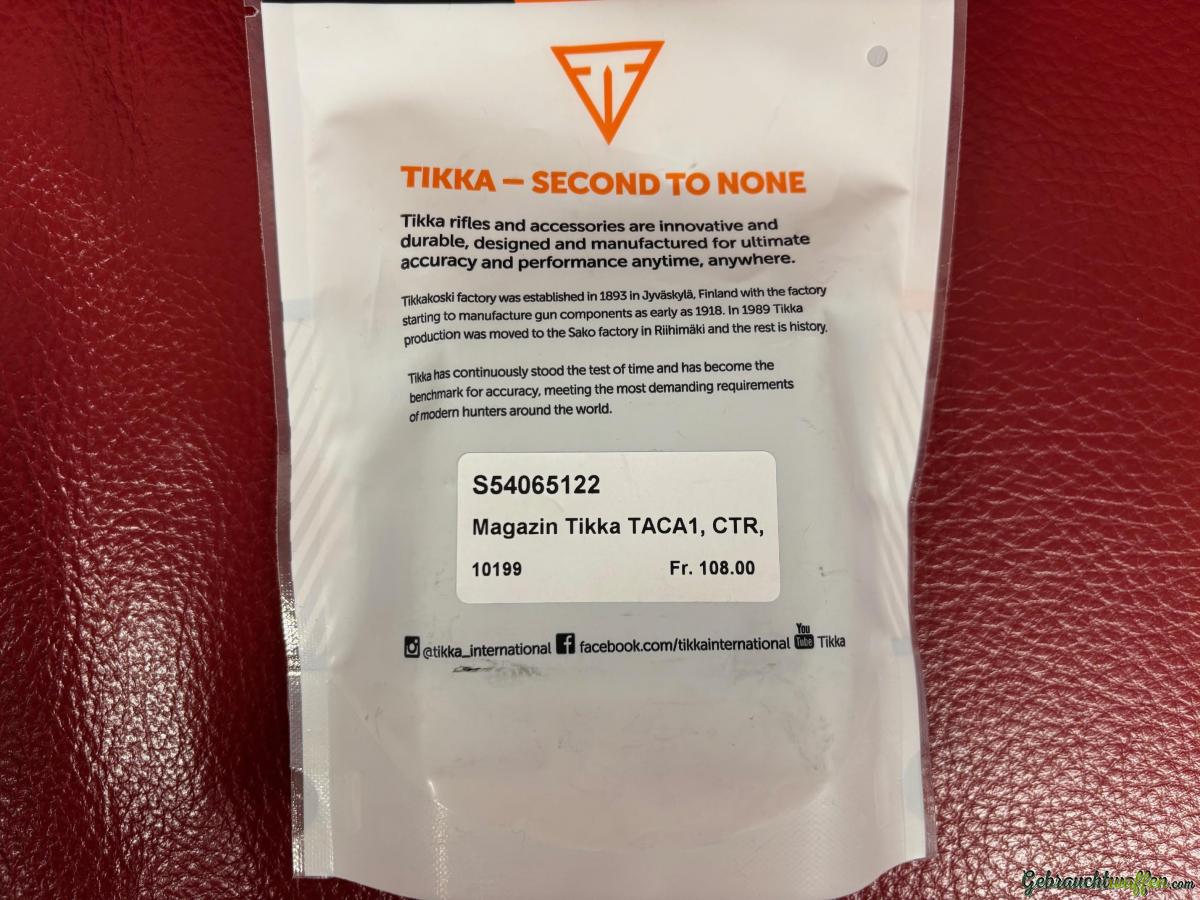 TIKKA – SECOND TO NONE
Tikka rifles and accessories are innovative and
durable, designed and manufactured for ultimate
accuracy and performance anytime, anywhere.
Tikkakoski factory was established in 1893 in Jyväskylä, Finland with the factory
starting to manufacture gun components as early as 1918. In 1989 Tikka
production was moved to the Sako factory in Riihimäki and the rest is history.
Tikka has continuously stood the test of time and has become the
benchmark for accuracy, meeting the most demanding requirements
of modern hunters around the world.
S54065122
Magazin Tikka TACA1, CTR,
10199 Fr. 108.00
@tikka_international facebook.com/tikkainternational You Tube Tikka
Gebrauchtwaffen.com